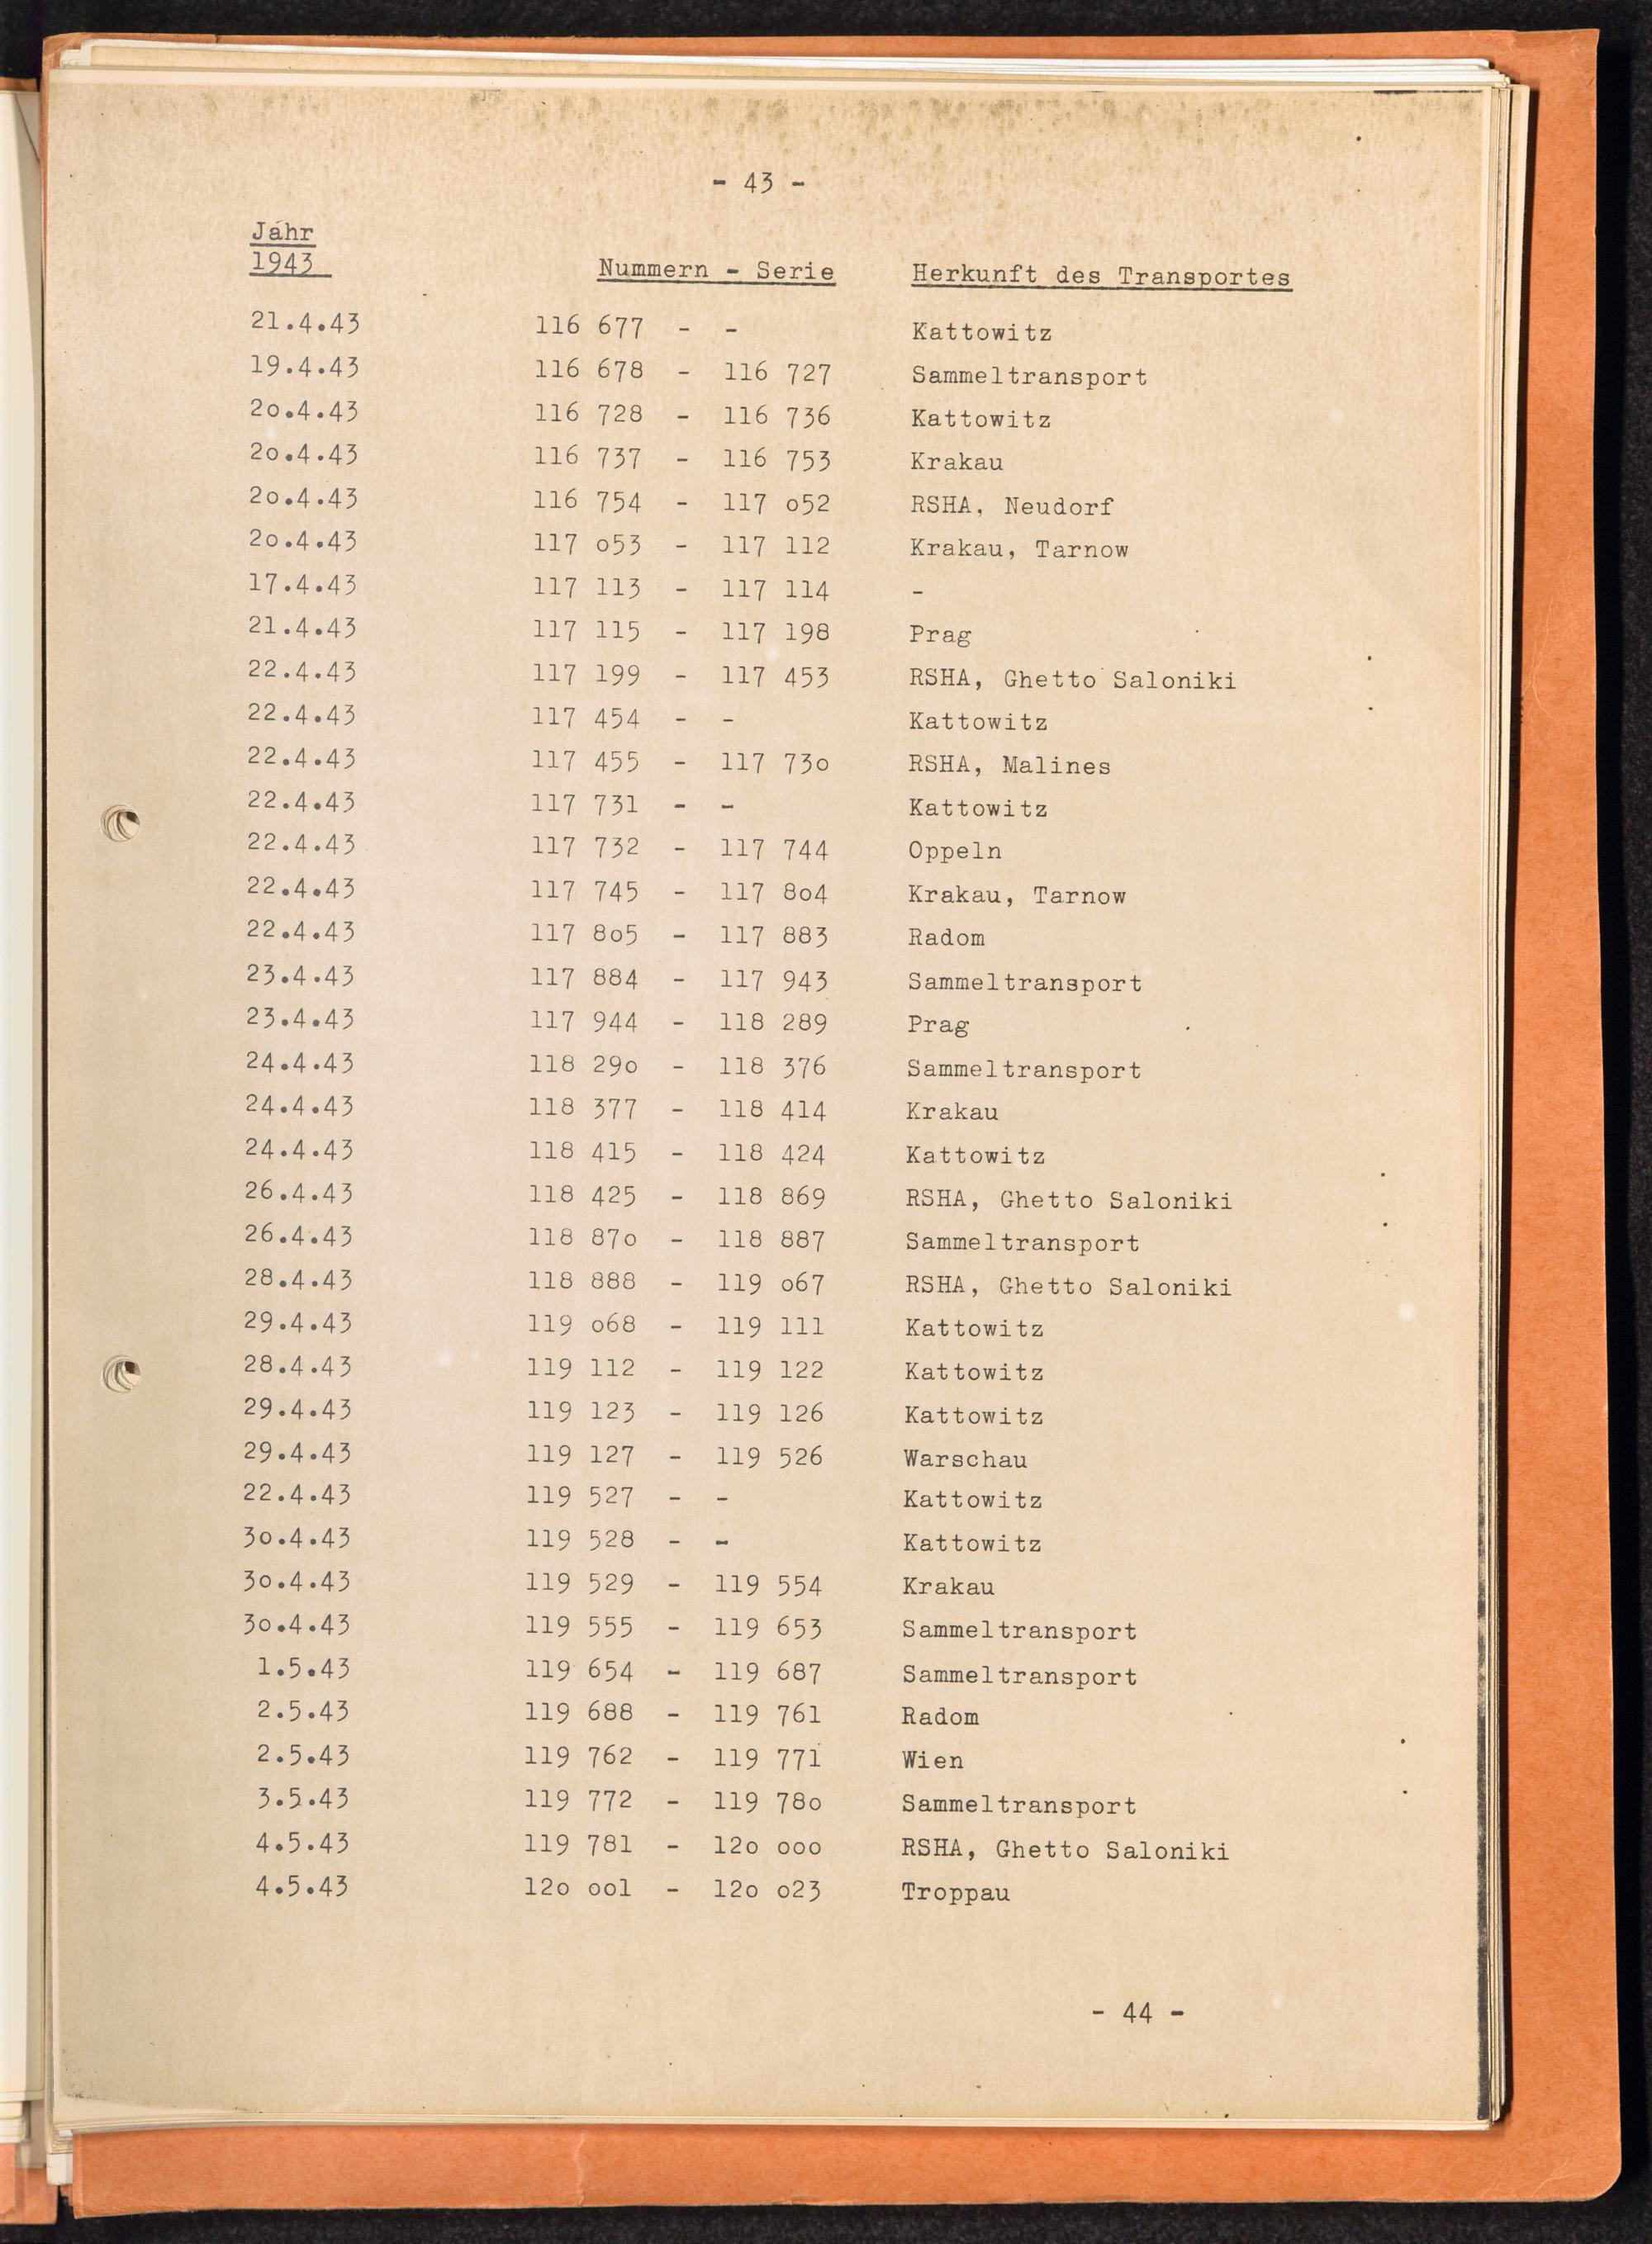 - 43 -
Jahr
1943 Nummern - Serie Herkunft des Transportes
21.4.43 116 677 - - Kattowitz
19.4.43 116 678 - 116 727 Sammeltransport
2o.4.43 116 728 - 116 736 Kattowitz
2o.4.43 116 737 - 116 753 Krakau
2o.4.43 116 754 - 117 o52 RSHA, Neudorf
2o.4.43 117 o53 - 117 112 Krakau, Tarnow
17.4.43 117 113 - 117 114 -
21.4.43 117 115 - 117 198 Prag
22.4.43 117 199 - 117 453 RSHA, Ghetto Saloniki
22.4.43 117 454 - - Kattowitz
22.4.43 117 455 - 117 73o RSHA, Malines
22.4.43 117 731 - - Kattowitz
22.4.43 117 732 - 117 744 Oppeln
22.4.43 117 745 - 117 8o4 Krakau, Tarnow
22.4.43 117 8o5 - 117 883 Radom
23.4.43 117 884 - 117 943 Sammeltransport
23.4.43 117 944 - 118 289 Prag
24.4.43 118 29o - 118 376 Sammeltransport
24.4.43 118 377 - 118 414 Krakau
24.4.43 118 415 - 118 424 Kattowitz
26.4.43 118 425 - 118 869 RSHA, Ghetto Saloniki
26.4.43 118 87o - 118 887 Sammeltransport
28.4.43 118 888 - 119 o67 RSHA, Ghetto Saloniki
29.4.43 119 o68 - 119 111 Kattowitz
28.4.43 119 112 - 119 122 Kattowitz
29.4.43 119 123 - 119 126 Kattowitz
29.4.43 119 127 - 119 526 Warschau
22.4.43 119 527 - - Kattowitz
3o.4.43 119 528 - - Kattowitz
3o.4.43 119 529 - 119 554 Krakau
3o.4.43 119 555 - 119 653 Sammeltransport
1.5.43 119 654 - 119 687 Sammeltransport
2.5.43 119 688 - 119 761 Radom
2.5.43 119 762 - 119 771 Wien
3.5.43 119 772 - 119 78o Sammeltransport
4.5.43 119 781 - 12o ooo RSHA, Ghetto Saloniki
4.5.43 12o oo1 - 12o o23 Troppau
- 44 -